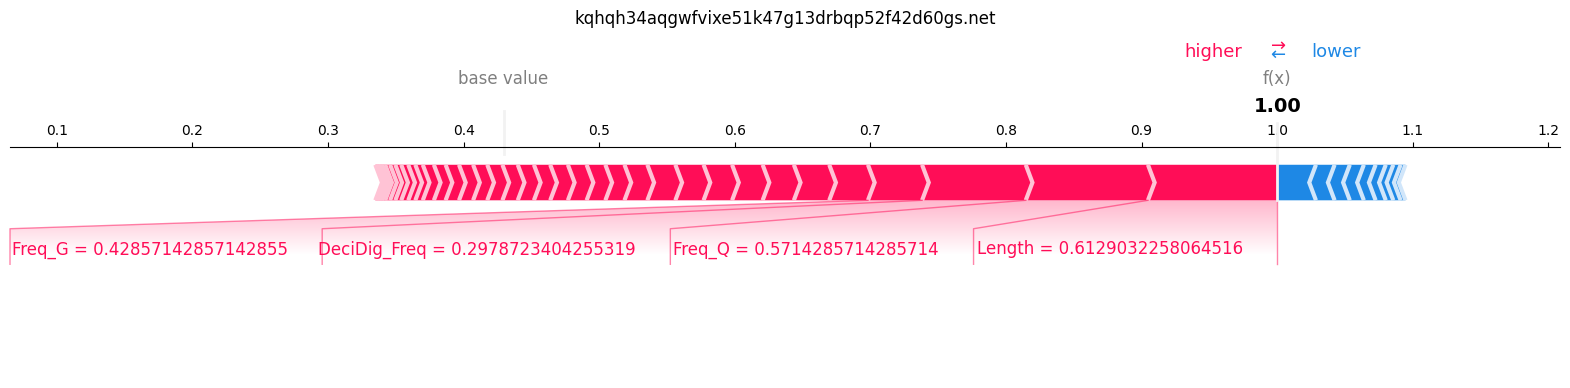 kqhqh34aqgwfvixe51k47g13drbqp52f42d60gs.net
higher ⇄ lower
base value f(x)
1.00
0.1 0.2 0.3 0.4 0.5 0.6 0.7 0.8 0.9 1.0 1.1 1.2
Freq_G = 0.42857142857142855 DeciDig_Freq = 0.2978723404255319 Freq_Q = 0.5714285714285714 Length = 0.6129032258064516